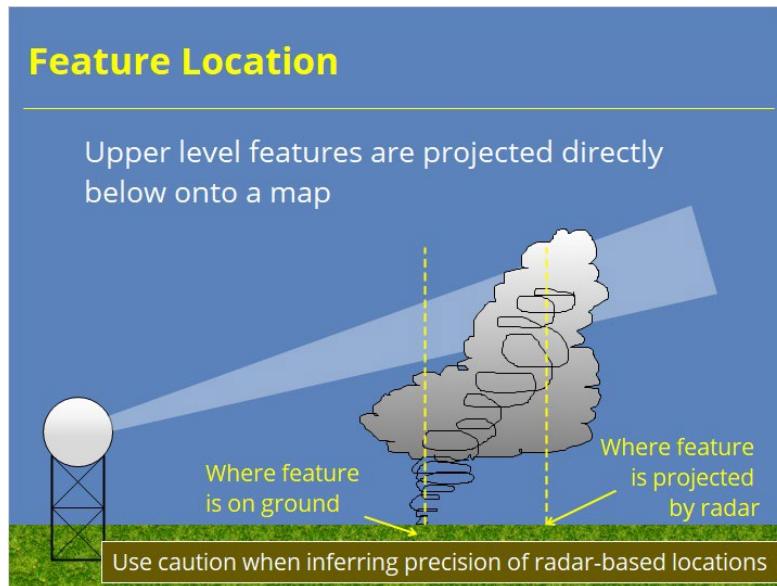 Feature Location
Upper level features are projected directly
below onto a map
Where feature
is on ground
Where feature
is projected
by radar
Use caution when inferring precision of radar-based locations